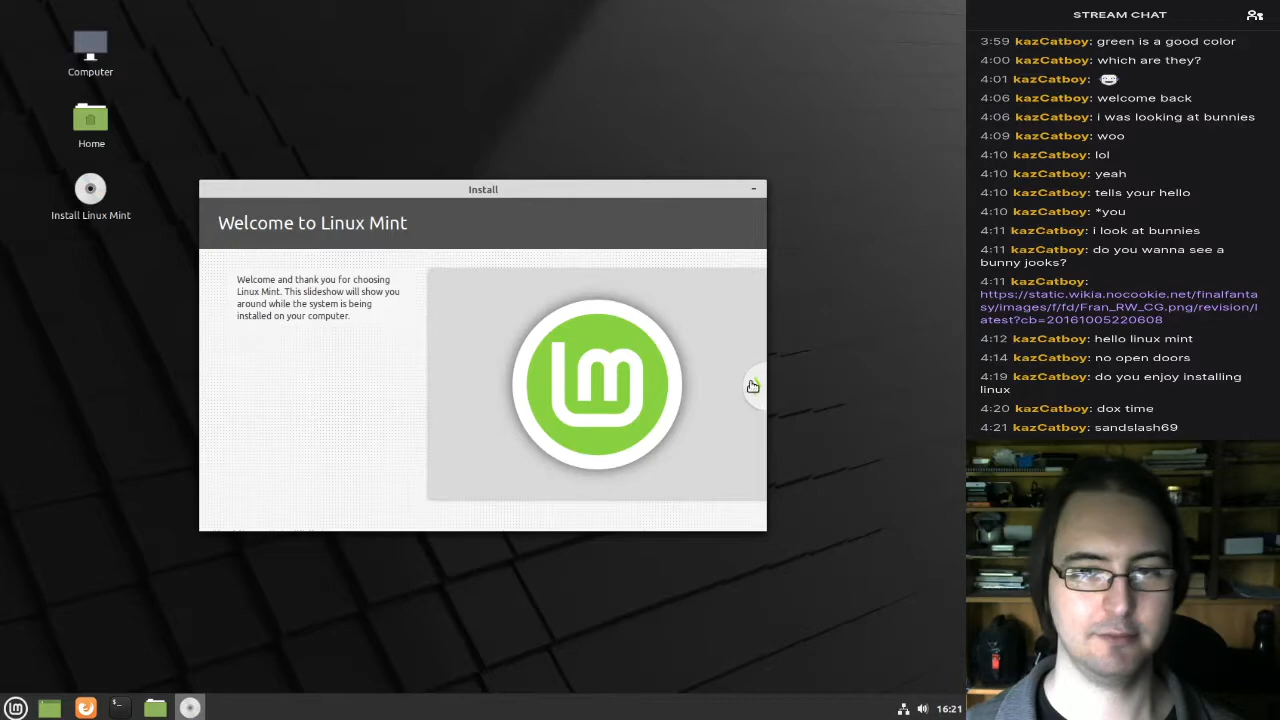 Computer
Home
Install Linux Mint
Install
Welcome to Linux Mint
Welcome and thank you for choosing
Linux Mint. This slideshow will show you
around while the system is being
installed on your computer.
lm
16:21
STREAM CHAT
3:59 kazCatboy: green is a good color
4:00 kazCatboy: which are they?
4:01 kazCatboy:
4:06 kazCatboy: welcome back
4:06 kazCatboy: i was looking at bunnies
4:09 kazCatboy: woo
4:10 kazCatboy: lol
4:10 kazCatboy: yeah
4:10 kazCatboy: tells your hello
4:10 kazCatboy: *you
4:11 kazCatboy: i look at bunnies
4:11 kazCatboy: do you wanna see a
bunny jooks?
4:11 kazCatboy:
https://static.wikia.nocookie.net/finalfanta
sy/images/f/fd/Fran_RW_CG.png/revision/l
atest?cb=20161005220608
4:12 kazCatboy: hello linux mint
4:14 kazCatboy: no open doors
4:19 kazCatboy: do you enjoy installing
linux
4:20 kazCatboy: dox time
4:21 kazCatboy: sandslash69